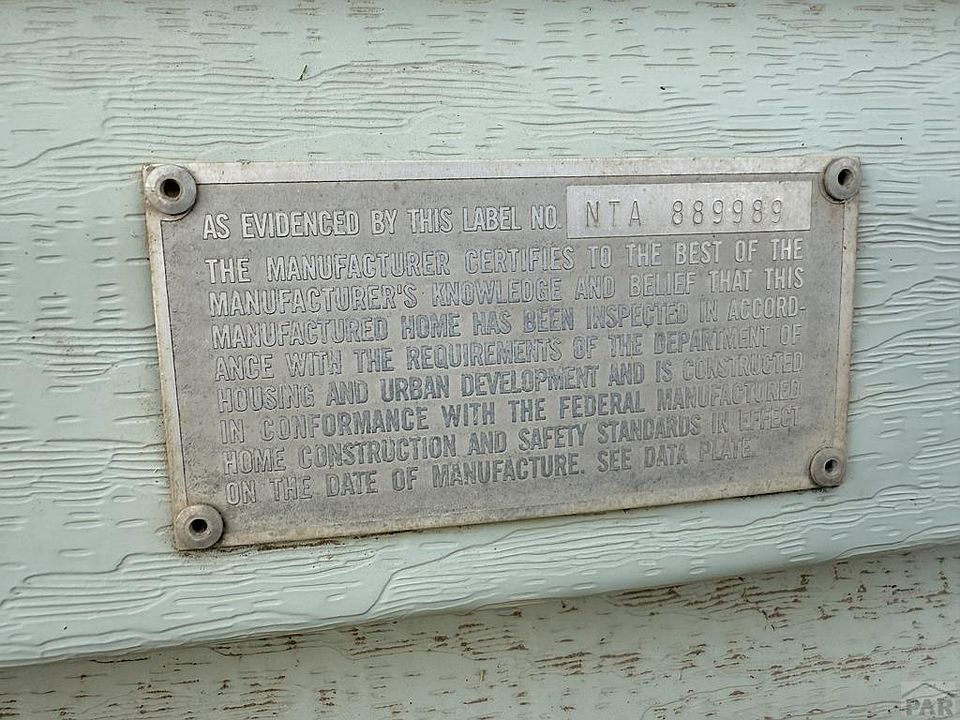 AS EVIDENCED BY THIS LABEL NO. NTA 889989
THE MANUFACTURER CERTIFIES TO THE BEST OF THE
MANUFACTURER'S KNOWLEDGE AND BELIEF THAT THIS
MANUFACTURED HOME HAS BEEN INSPECTED IN ACCORD-
ANCE WITH THE REQUIREMENTS OF THE DEPARTMENT OF
HOUSING AND URBAN DEVELOPMENT AND IS CONSTRUCTED
IN CONFORMANCE WITH THE FEDERAL MANUFACTURED
HOME CONSTRUCTION AND SAFETY STANDARDS IN EFFECT
ON THE DATE OF MANUFACTURE. SEE DATA PLATE.
PAR